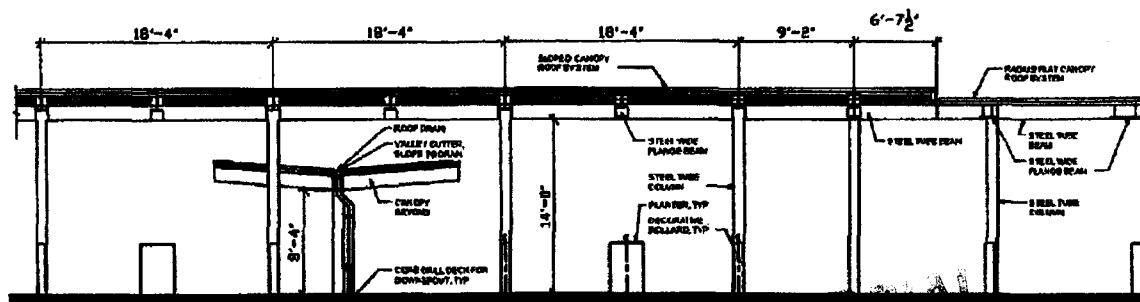 18'-4"
18'-4"
18'-4"
9'-2"
6'-7½"
SLOPED CANOPY
ROOF SYSTEM
RADIUS FLAT CANOPY
ROOF SYSTEM
ROOF DRAIN
VALLEY GUTTER,
SLOPE TO DRAIN
CANOPY
BEYOND
8'-4"
14'-0"
CORE DRILL DECK FOR
DOWNSPOUT, TYP
STEEL WIDE
FLANGE BEAM
STEEL TUBE
COLUMN
PLANTER, TYP
DECORATIVE
BOLLARD, TYP
STEEL TUBE BEAM
STEEL TUBE
BEAM
STEEL WIDE
FLANGE BEAM
STEEL TUBE
COLUMN